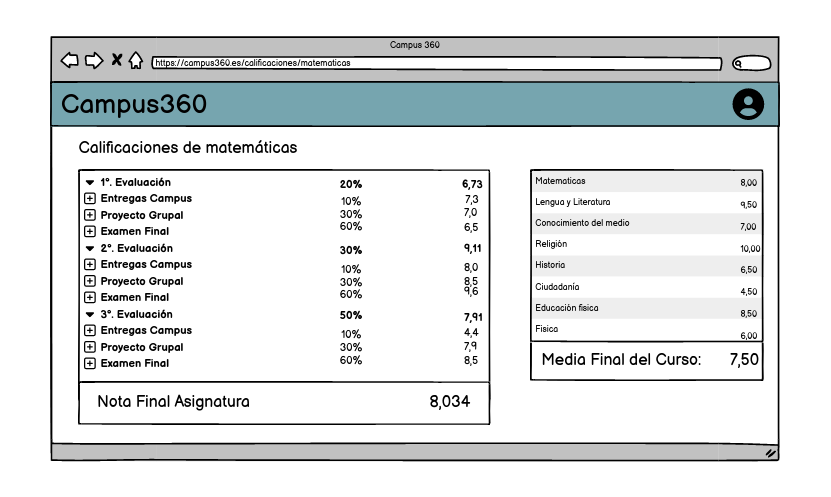 Campus 360
https://campus360.es/calificaciones/matematicas
Campus360
Calificaciones de matemáticas
1ª. Evaluación 20% 6,73
Entregas Campus 10% 7,3
Proyecto Grupal 30% 7,0
Examen Final 60% 6,5
2ª. Evaluación 30% 9,11
Entregas Campus 10% 8,0
Proyecto Grupal 30% 8,5
Examen Final 60% 9,6
3ª. Evaluación 50% 7,91
Entregas Campus 10% 4,4
Proyecto Grupal 30% 7,9
Examen Final 60% 8,5
Nota Final Asignatura 8,034
Matematicas 8,00
Lengua y Literatura 9,50
Conocimiento del medio 7,00
Religión 10,00
Historia 6,50
Ciudadanía 4,50
Educación fisica 8,50
Fisica 6,00
Media Final del Curso: 7,50